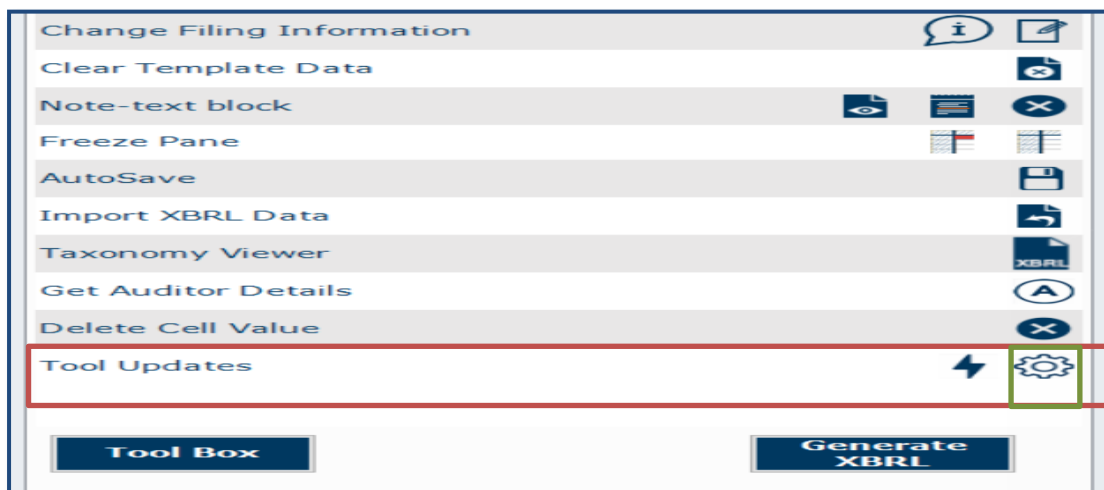 Change Filing Information
i
Clear Template Data
Note-text block
Freeze Pane
AutoSave
Import XBRL Data
Taxonomy Viewer
XBRL
Get Auditor Details
A
Delete Cell Value
Tool Updates
Tool Box
Generate
XBRL